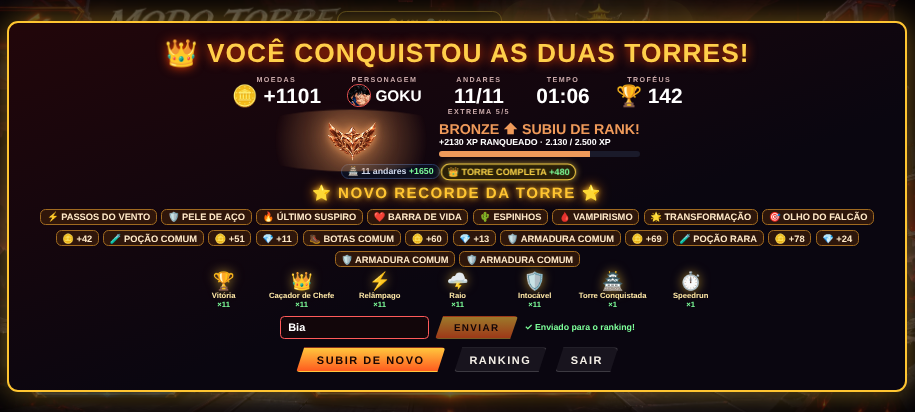 VOCÊ CONQUISTOU AS DUAS TORRES!
MOEDAS PERSONAGEM ANDARES TEMPO TROFÉUS
+1101 GOKU 11/11 01:06 142
EXTREMA 5/5
BRONZE SUBIU DE RANK!
+2130 XP RANQUEADO · 2.130 / 2.500 XP
11 andares +1650 TORRE COMPLETA +480
NOVO RECORDE DA TORRE
PASSOS DO VENTO PELE DE AÇO ÚLTIMO SUSPIRO BARRA DE VIDA ESPINHOS VAMPIRISMO TRANSFORMAÇÃO OLHO DO FALCÃO
+42 POÇÃO COMUM +51 +11 BOTAS COMUM +60 +13 ARMADURA COMUM +69 POÇÃO RARA +78 +24
ARMADURA COMUM ARMADURA COMUM
Vitória Caçador de Chefe Relâmpago Raio Intocável Torre Conquistada Speedrun
×11 ×11 ×11 ×11 ×11 ×1 ×1
Bia ENVIAR ✓ Enviado para o ranking!
SUBIR DE NOVO RANKING SAIR